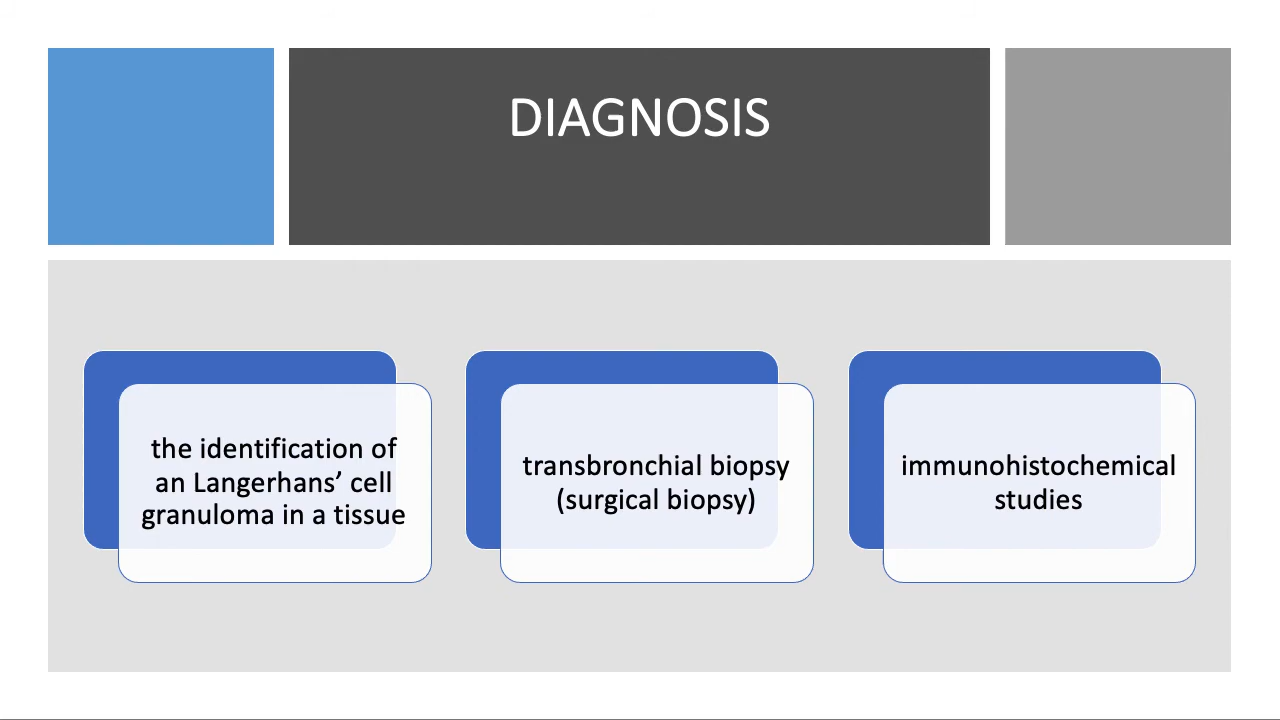 DIAGNOSIS
the identification of
an Langerhans’ cell
granuloma in a tissue
transbronchial biopsy
(surgical biopsy)
immunohistochemical
studies